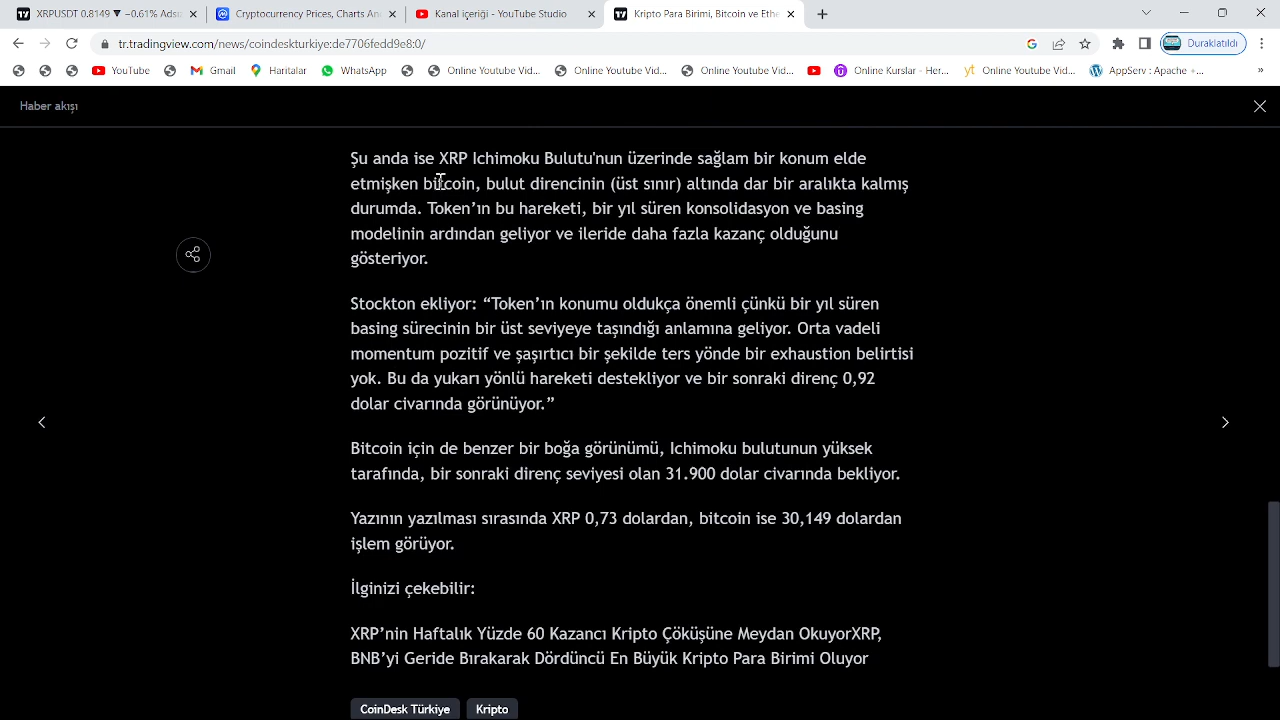 XRPUSDT 0.8149 ▼ −0.61% Adsı
Cryptocurrency Prices, Charts An
Kanal içeriği - YouTube Studio
Kripto Para Birimi, Bitcoin ve Ethe
tr.tradingview.com/news/coindeskturkiye:de7706fedd9e8:0/
Duraklatıldı
YouTube
Gmail
Haritalar
WhatsApp
Online Youtube Vid...
Online Youtube Vid...
Online Youtube Vid...
Online Kurslar - Her...
Online Youtube Vid...
AppServ : Apache +...
Haber akışı
Şu anda ise XRP Ichimoku Bulutu'nun üzerinde sağlam bir konum elde
etmişken bitcoin, bulut direncinin (üst sınır) altında dar bir aralıkta kalmış
durumda. Token’ın bu hareketi, bir yıl süren konsolidasyon ve basing
modelinin ardından geliyor ve ileride daha fazla kazanç olduğunu
gösteriyor.
Stockton ekliyor: “Token’ın konumu oldukça önemli çünkü bir yıl süren
basing sürecinin bir üst seviyeye taşındığı anlamına geliyor. Orta vadeli
momentum pozitif ve şaşırtıcı bir şekilde ters yönde bir exhaustion belirtisi
yok. Bu da yukarı yönlü hareketi destekliyor ve bir sonraki direnç 0,92
dolar civarında görünüyor.”
Bitcoin için de benzer bir boğa görünümü, Ichimoku bulutunun yüksek
tarafında, bir sonraki direnç seviyesi olan 31.900 dolar civarında bekliyor.
Yazının yazılması sırasında XRP 0,73 dolardan, bitcoin ise 30,149 dolardan
işlem görüyor.
İlginizi çekebilir:
XRP’nin Haftalık Yüzde 60 Kazancı Kripto Çöküşüne Meydan OkuyorXRP,
BNB’yi Geride Bırakarak Dördüncü En Büyük Kripto Para Birimi Oluyor
CoinDesk Türkiye
Kripto